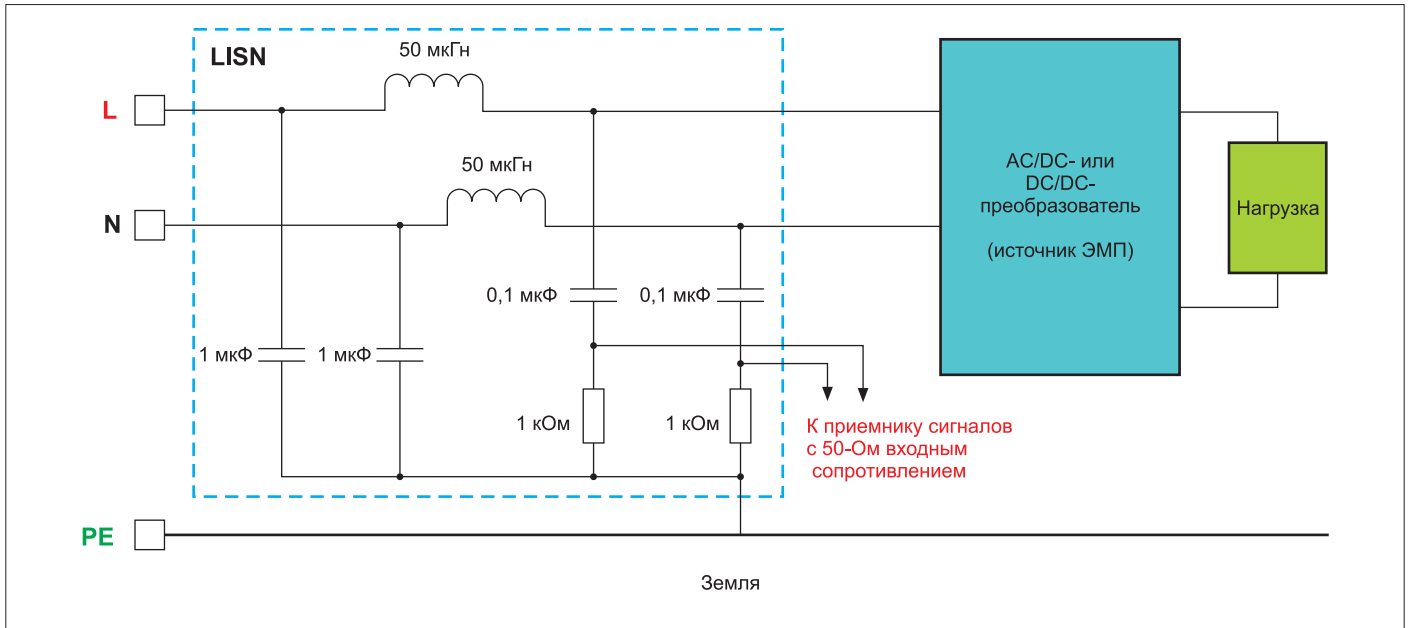 LISN
50 мкГн
L
50 мкГн
N
AC/DC- или
DC/DC-
преобразователь
(источник ЭМП)
Нагрузка
0,1 мкФ
0,1 мкФ
1 мкФ
1 мкФ
1 кОм
1 кОм
К приемнику сигналов
с 50-Ом входным
сопротивлением
PE
Земля